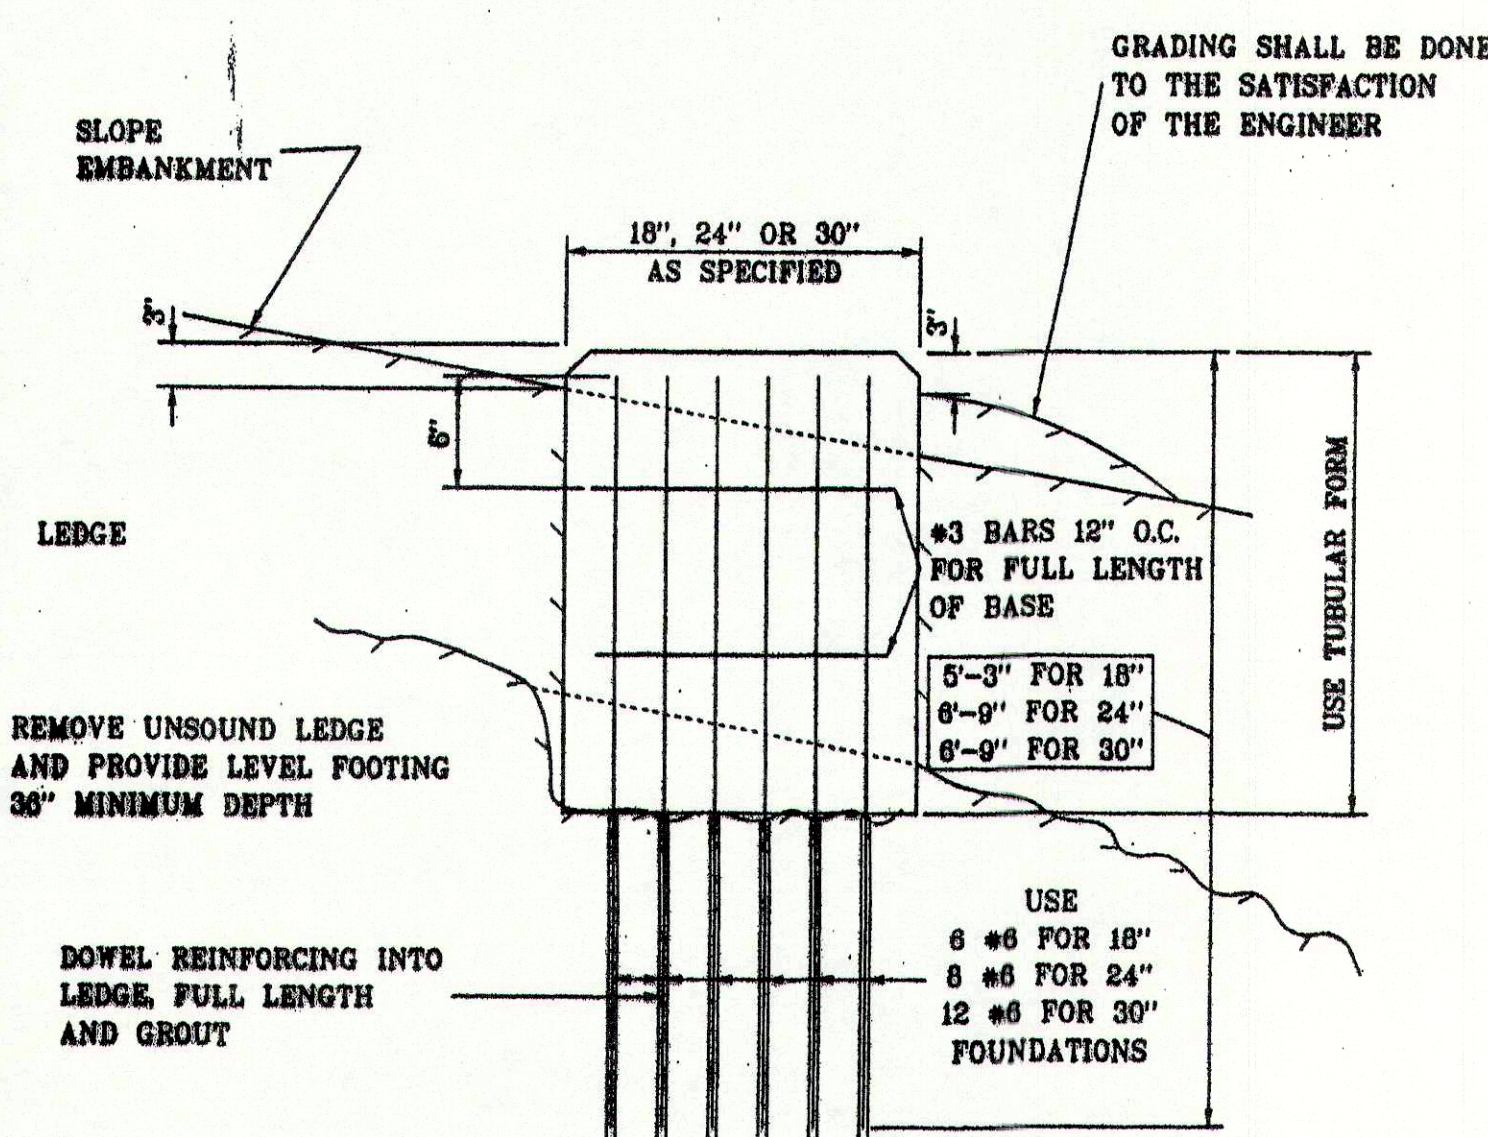 GRADING SHALL BE DONE
TO THE SATISFACTION
OF THE ENGINEER
SLOPE
EMBANKMENT
18", 24" OR 30"
AS SPECIFIED
3"
3"
6"
LEDGE
#3 BARS 12" O.C.
FOR FULL LENGTH
OF BASE
USE TUBULAR FORM
5'-3" FOR 18"
6'-9" FOR 24"
6'-9" FOR 30"
REMOVE UNSOUND LEDGE
AND PROVIDE LEVEL FOOTING
36" MINIMUM DEPTH
USE
6 #6 FOR 18"
8 #6 FOR 24"
12 #6 FOR 30"
FOUNDATIONS
DOWEL REINFORCING INTO
LEDGE, FULL LENGTH
AND GROUT